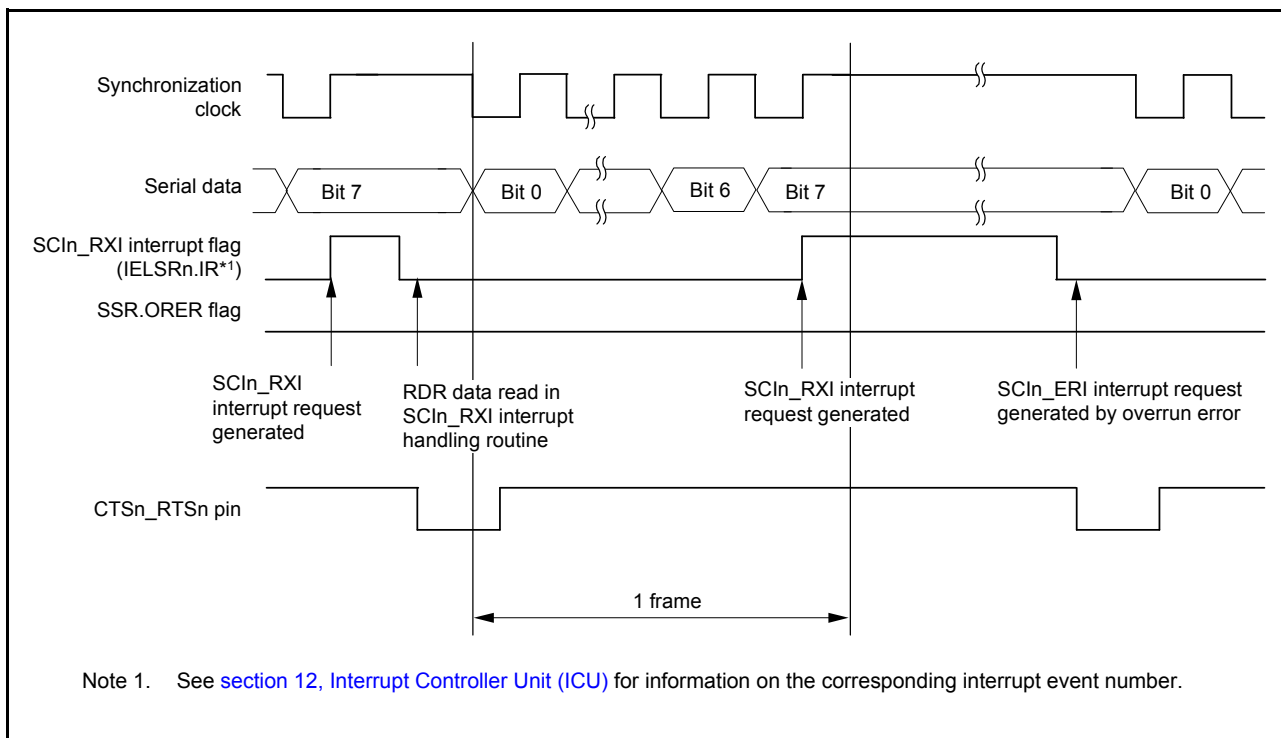 Synchronization
clock
Serial data
Bit 7
Bit 0
Bit 6
Bit 7
Bit 0
SCIn_RXI interrupt flag
(IELSRn.IR*1)
SSR.ORER flag
SCIn_RXI
interrupt request
generated
RDR data read in
SCIn_RXI interrupt
handling routine
SCIn_RXI interrupt
request generated
SCIn_ERI interrupt request
generated by overrun error
CTSn_RTSn pin
1 frame
Note 1. See section 12, Interrupt Controller Unit (ICU) for information on the corresponding interrupt event number.